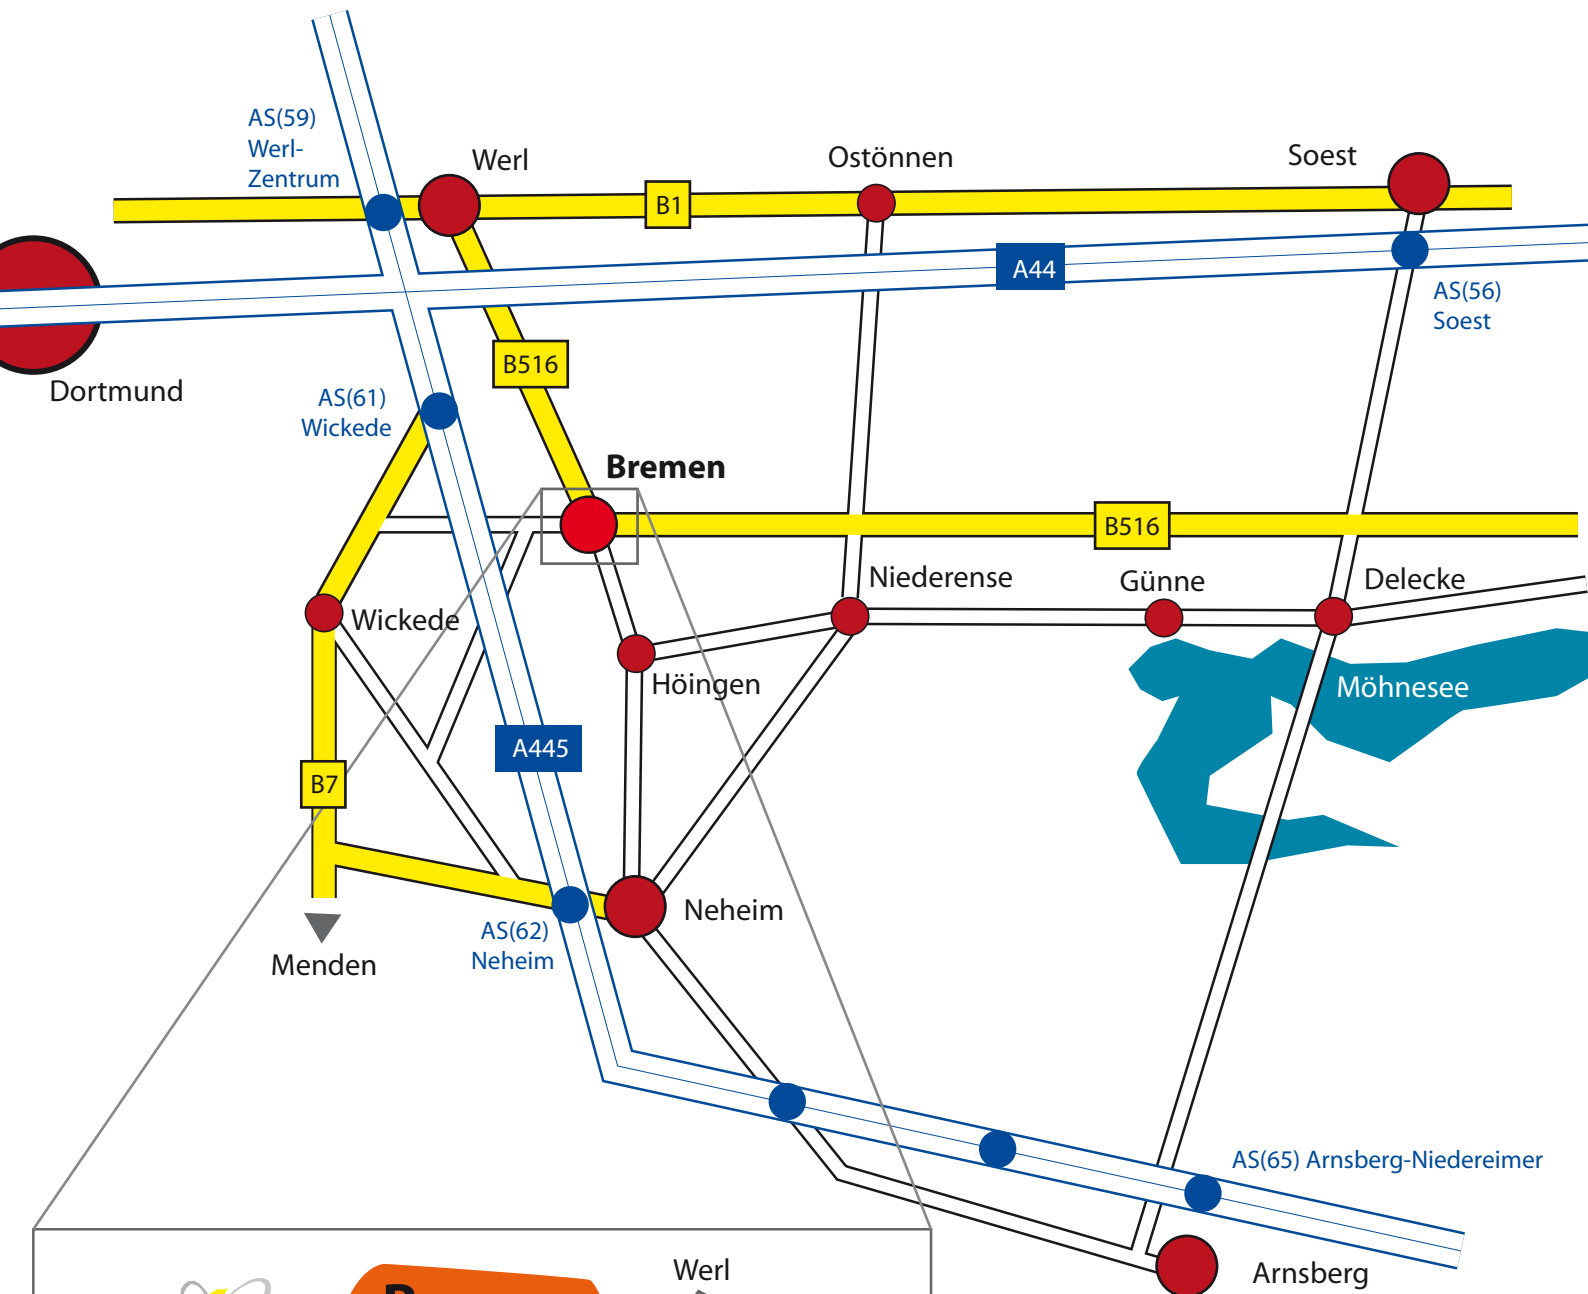 AS(59)
Werl-
Zentrum
Werl
Ostönnen
Soest
B1
A44
AS(56)
Soest
Dortmund
B516
AS(61)
Wickede
Bremen
B516
Niederense
Günne
Delecke
Wickede
Höingen
Möhnesee
A445
B7
Neheim
AS(62)
Neheim
Menden
AS(65) Arnsberg-Niedereimer
Werl
Arnsberg